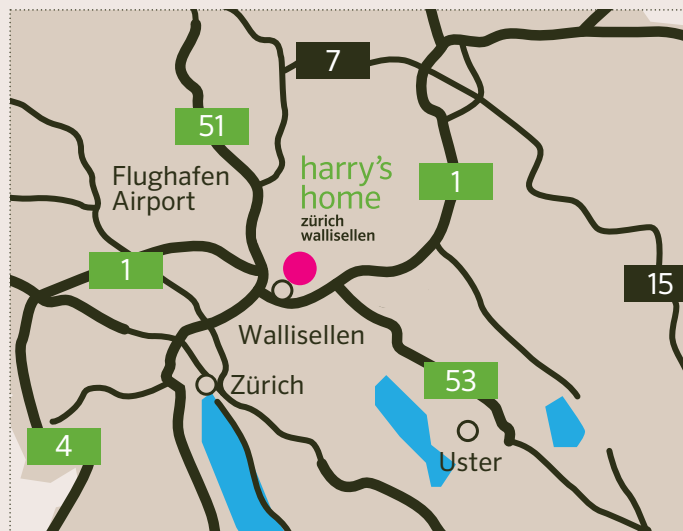 7
51
Flughafen
Airport
harry's
home
zürich
wallisellen
1
1
15
Wallisellen
53
Zürich
4
Uster